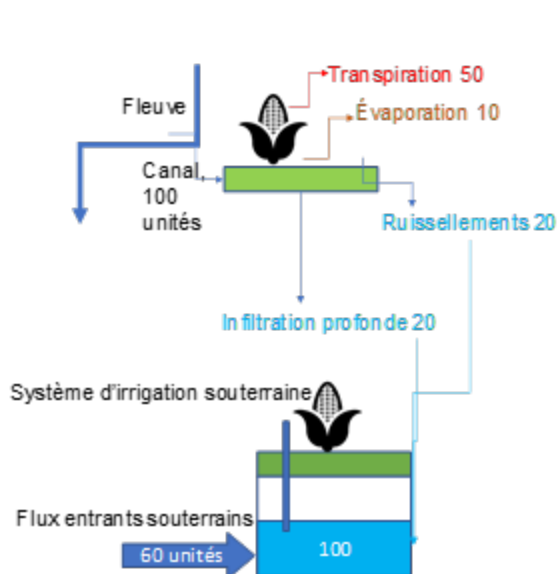 Transpiration 50
Fleuve
Évaporation 10
Canal,
100
unités
Ruissellements 20
Infiltration profonde 20
Système d'irrigation souterraine
Flux entrants souterrains
60 unités
100